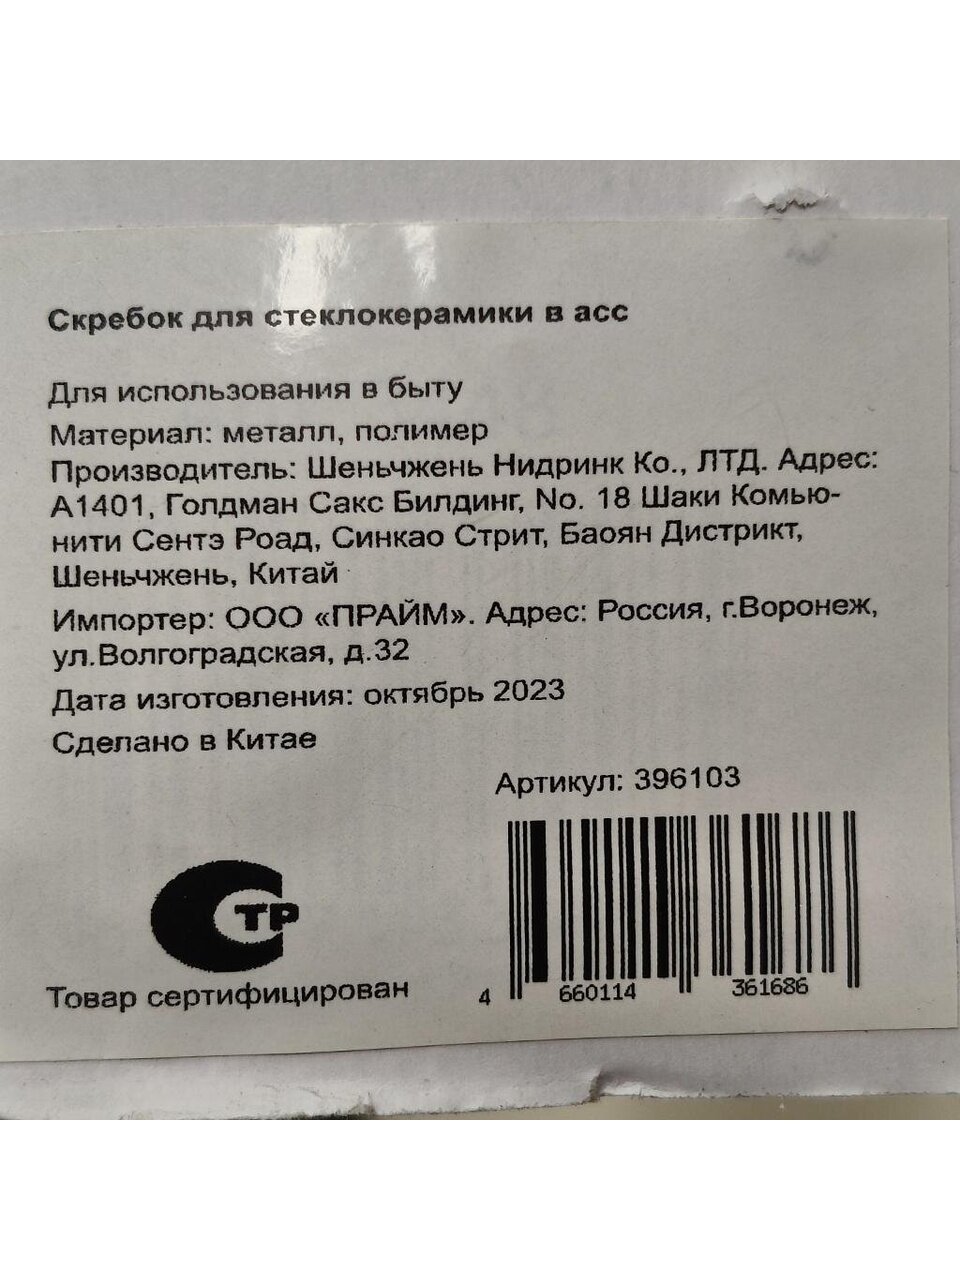 Скребок для стеклокерамики в асс
Для использования в быту
Материал: металл, полимер
Производитель: Шеньчжень Нидринк Ко., ЛТД. Адрес:
А1401, Голдман Сакс Билдинг, No. 18 Шаки Комью-
нити Сентэ Роад, Синкао Стрит, Баоян Дистрикт,
Шеньчжень, Китай
Импортер: ООО «ПРАЙМ». Адрес: Россия, г.Воронеж,
ул.Волгоградская, д.32
Дата изготовления: октябрь 2023
Сделано в Китае
Артикул: 396103
СТР
Товар сертифицирован
4 660114 361686